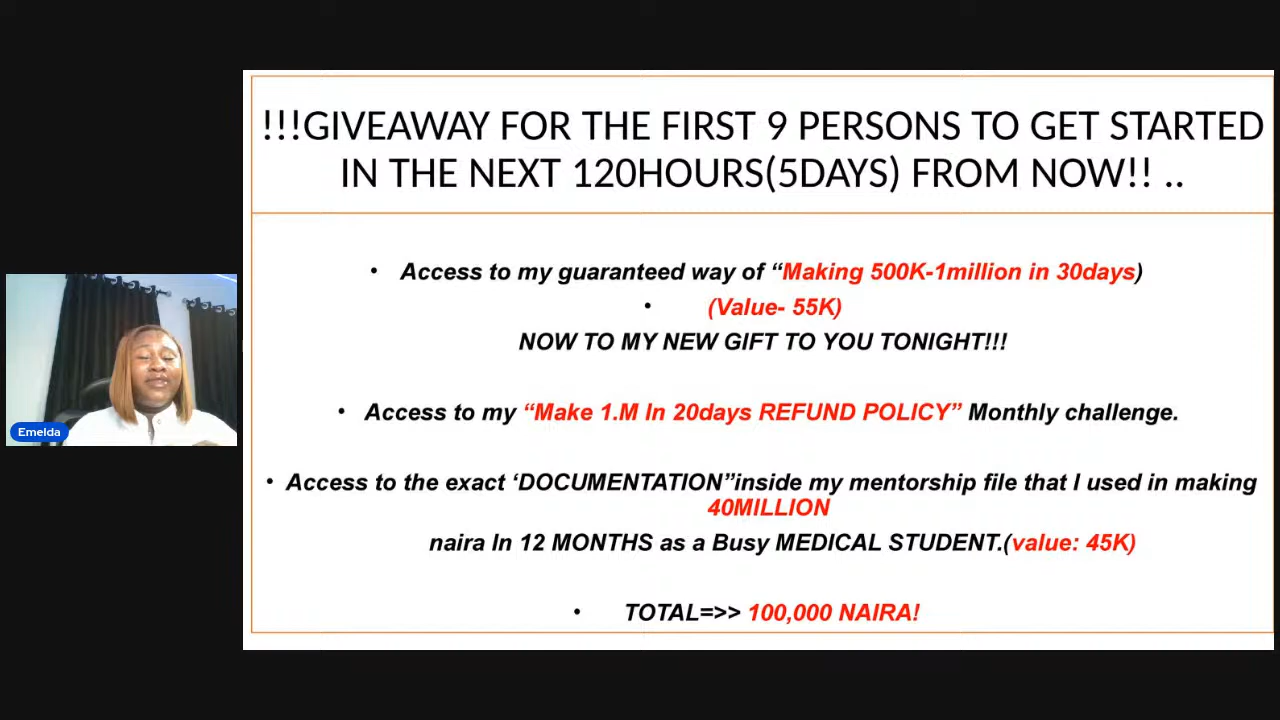 !!!GIVEAWAY FOR THE FIRST 9 PERSONS TO GET STARTED
IN THE NEXT 120HOURS(5DAYS) FROM NOW!! ..
• Access to my guaranteed way of “Making 500K-1million in 30days)
• (Value- 55K)
NOW TO MY NEW GIFT TO YOU TONIGHT!!!
• Access to my “Make 1.M In 20days REFUND POLICY” Monthly challenge.
• Access to the exact ‘DOCUMENTATION”inside my mentorship file that I used in making
40MILLION
naira In 12 MONTHS as a Busy MEDICAL STUDENT.(value: 45K)
• TOTAL=>> 100,000 NAIRA!
Emelda